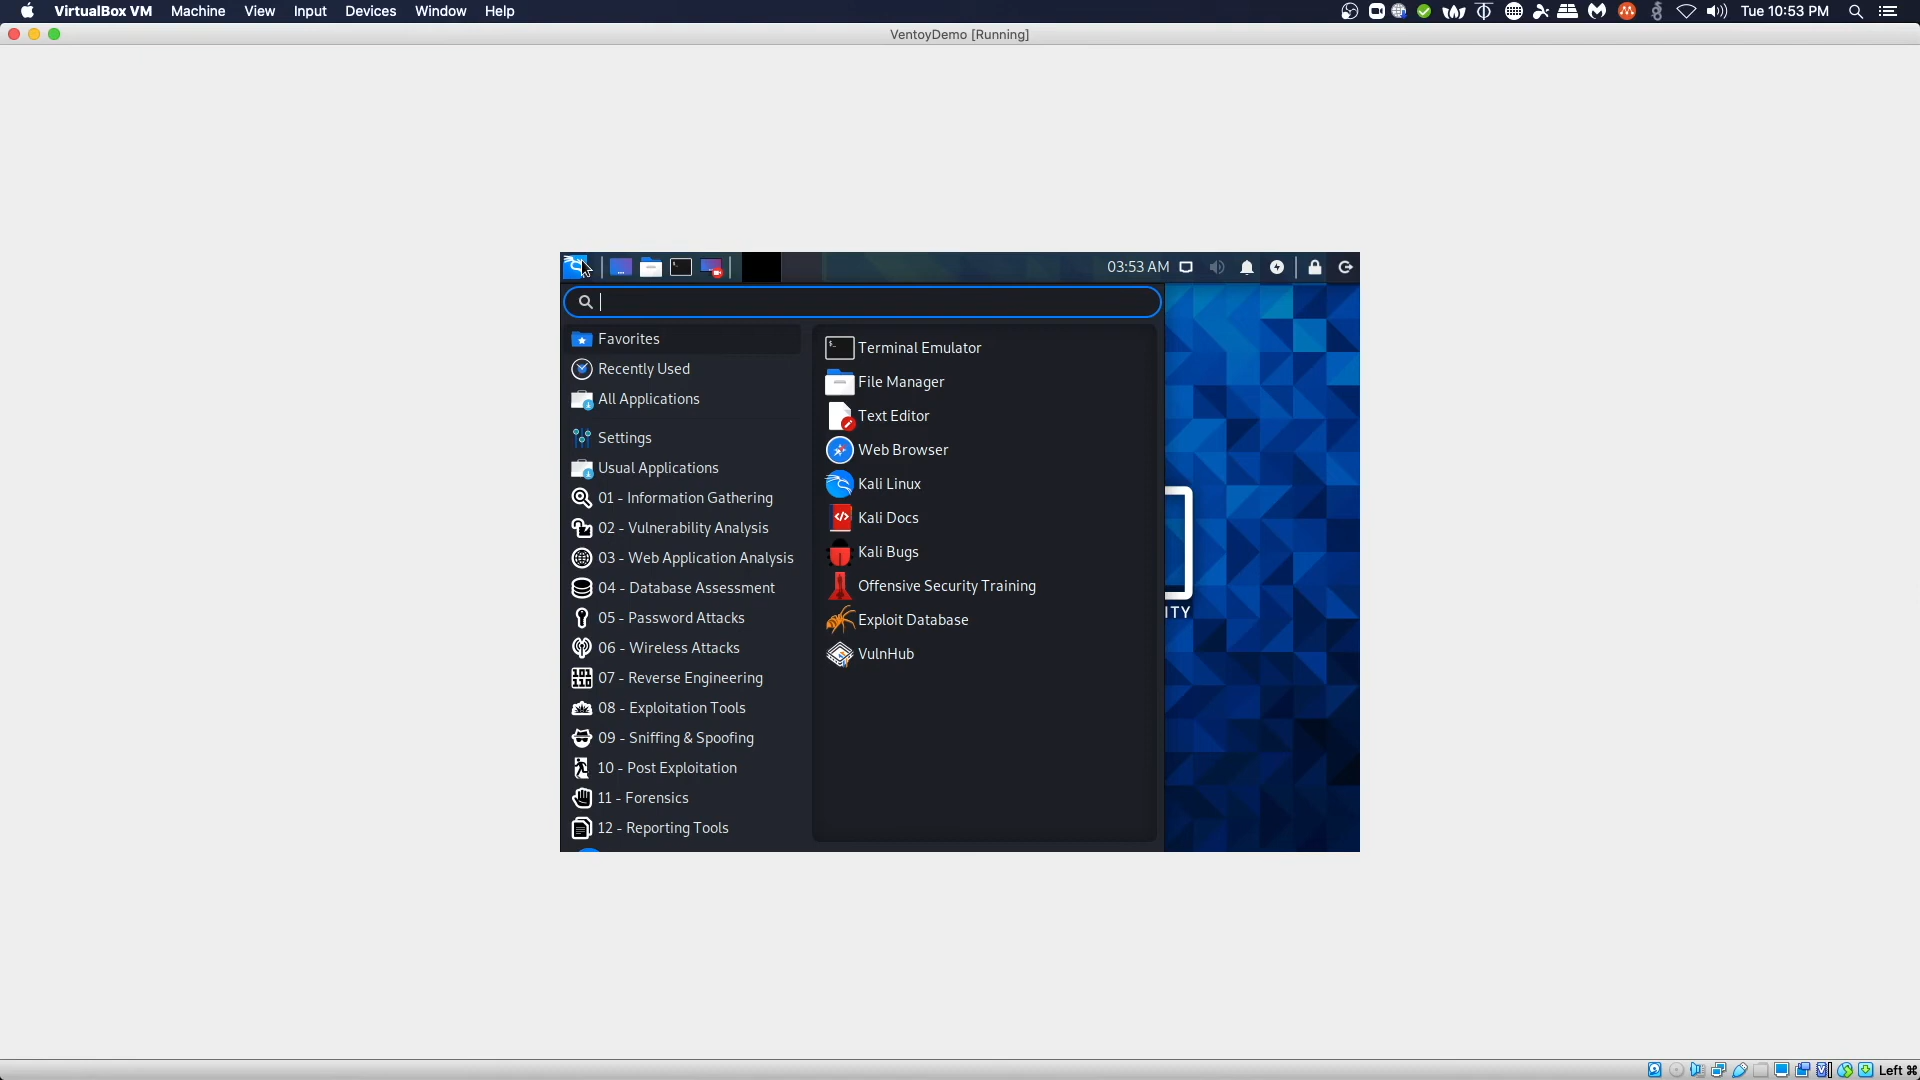 VirtualBox VM Machine View Input Devices Window Help Tue 10:53 PM
VentoyDemo [Running]
03:53 AM
Favorites
Recently Used
All Applications
Settings
Usual Applications
01 - Information Gathering
02 - Vulnerability Analysis
03 - Web Application Analysis
04 - Database Assessment
05 - Password Attacks
06 - Wireless Attacks
07 - Reverse Engineering
08 - Exploitation Tools
09 - Sniffing & Spoofing
10 - Post Exploitation
11 - Forensics
12 - Reporting Tools
Terminal Emulator
File Manager
Text Editor
Web Browser
Kali Linux
Kali Docs
Kali Bugs
Offensive Security Training
Exploit Database
VulnHub
ITY
Left ⌘